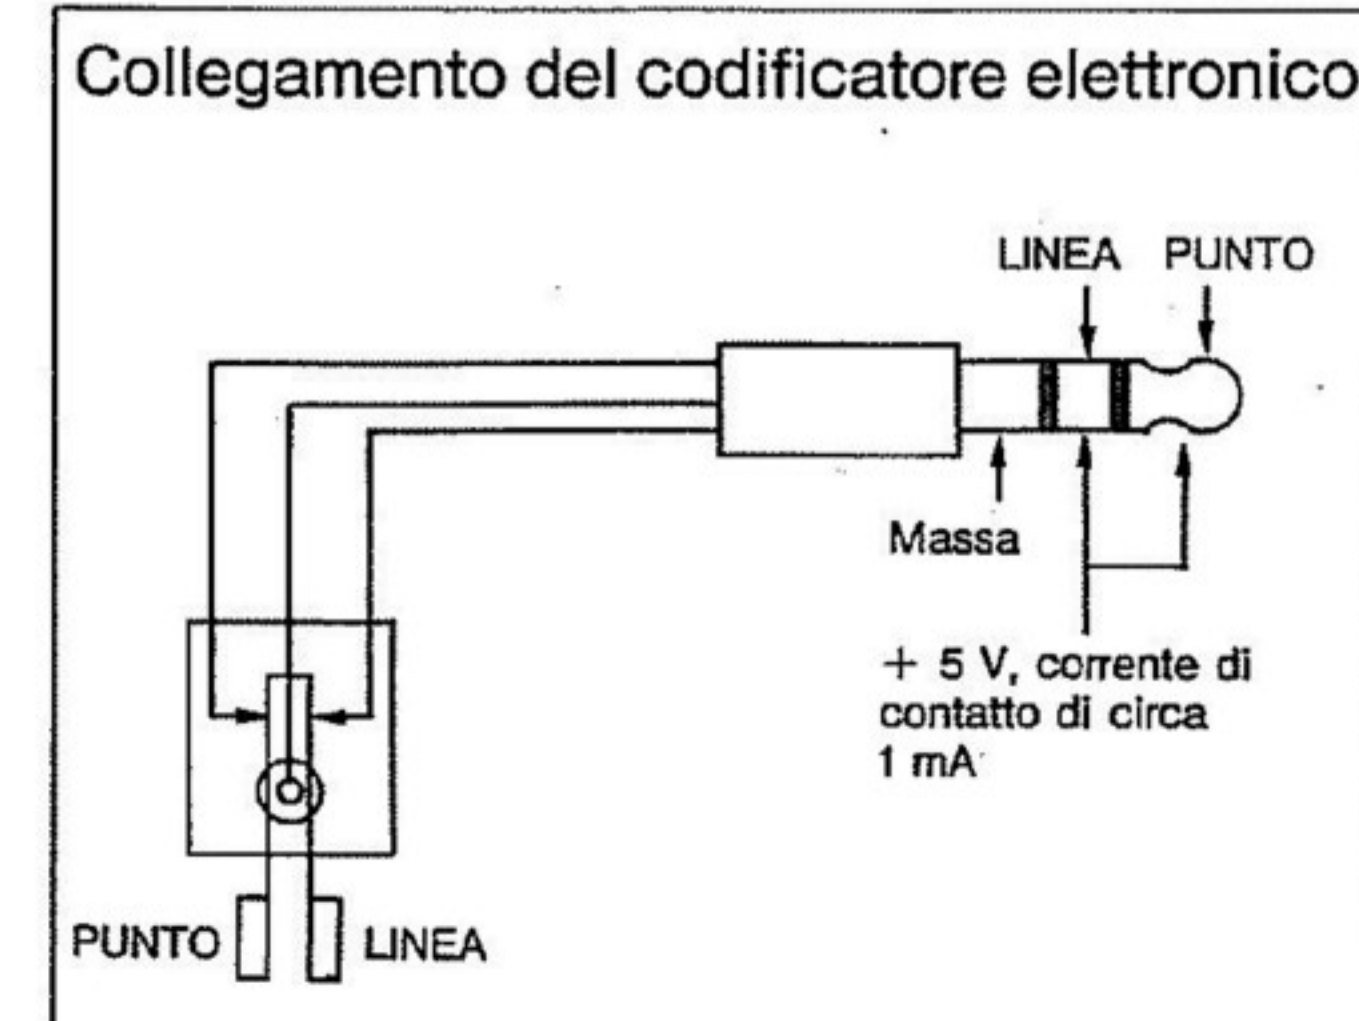 Collegamento del codificatore elettronico
LINEA PUNTO
Massa
+ 5 V, corrente di
contatto di circa
1 mA
PUNTO LINEA